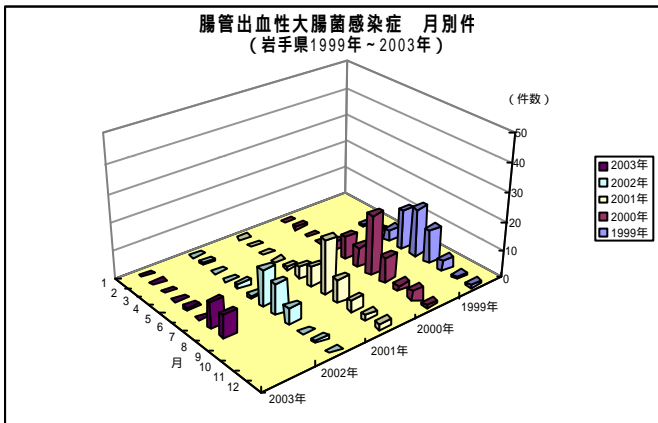 腸管出血性大腸菌感染症　月別件
（岩手県1999年～2003年）
（件数）
50
40
30
20
10
0
1
2
3
4
5
6
7
8
9
10
11
12
月
2003年
2002年
2001年
2000年
1999年
2003年
2002年
2001年
2000年
1999年